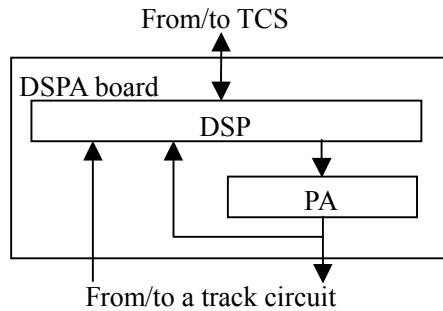 From/to TCS
DSPA board
DSP
PA
From/to a track circuit